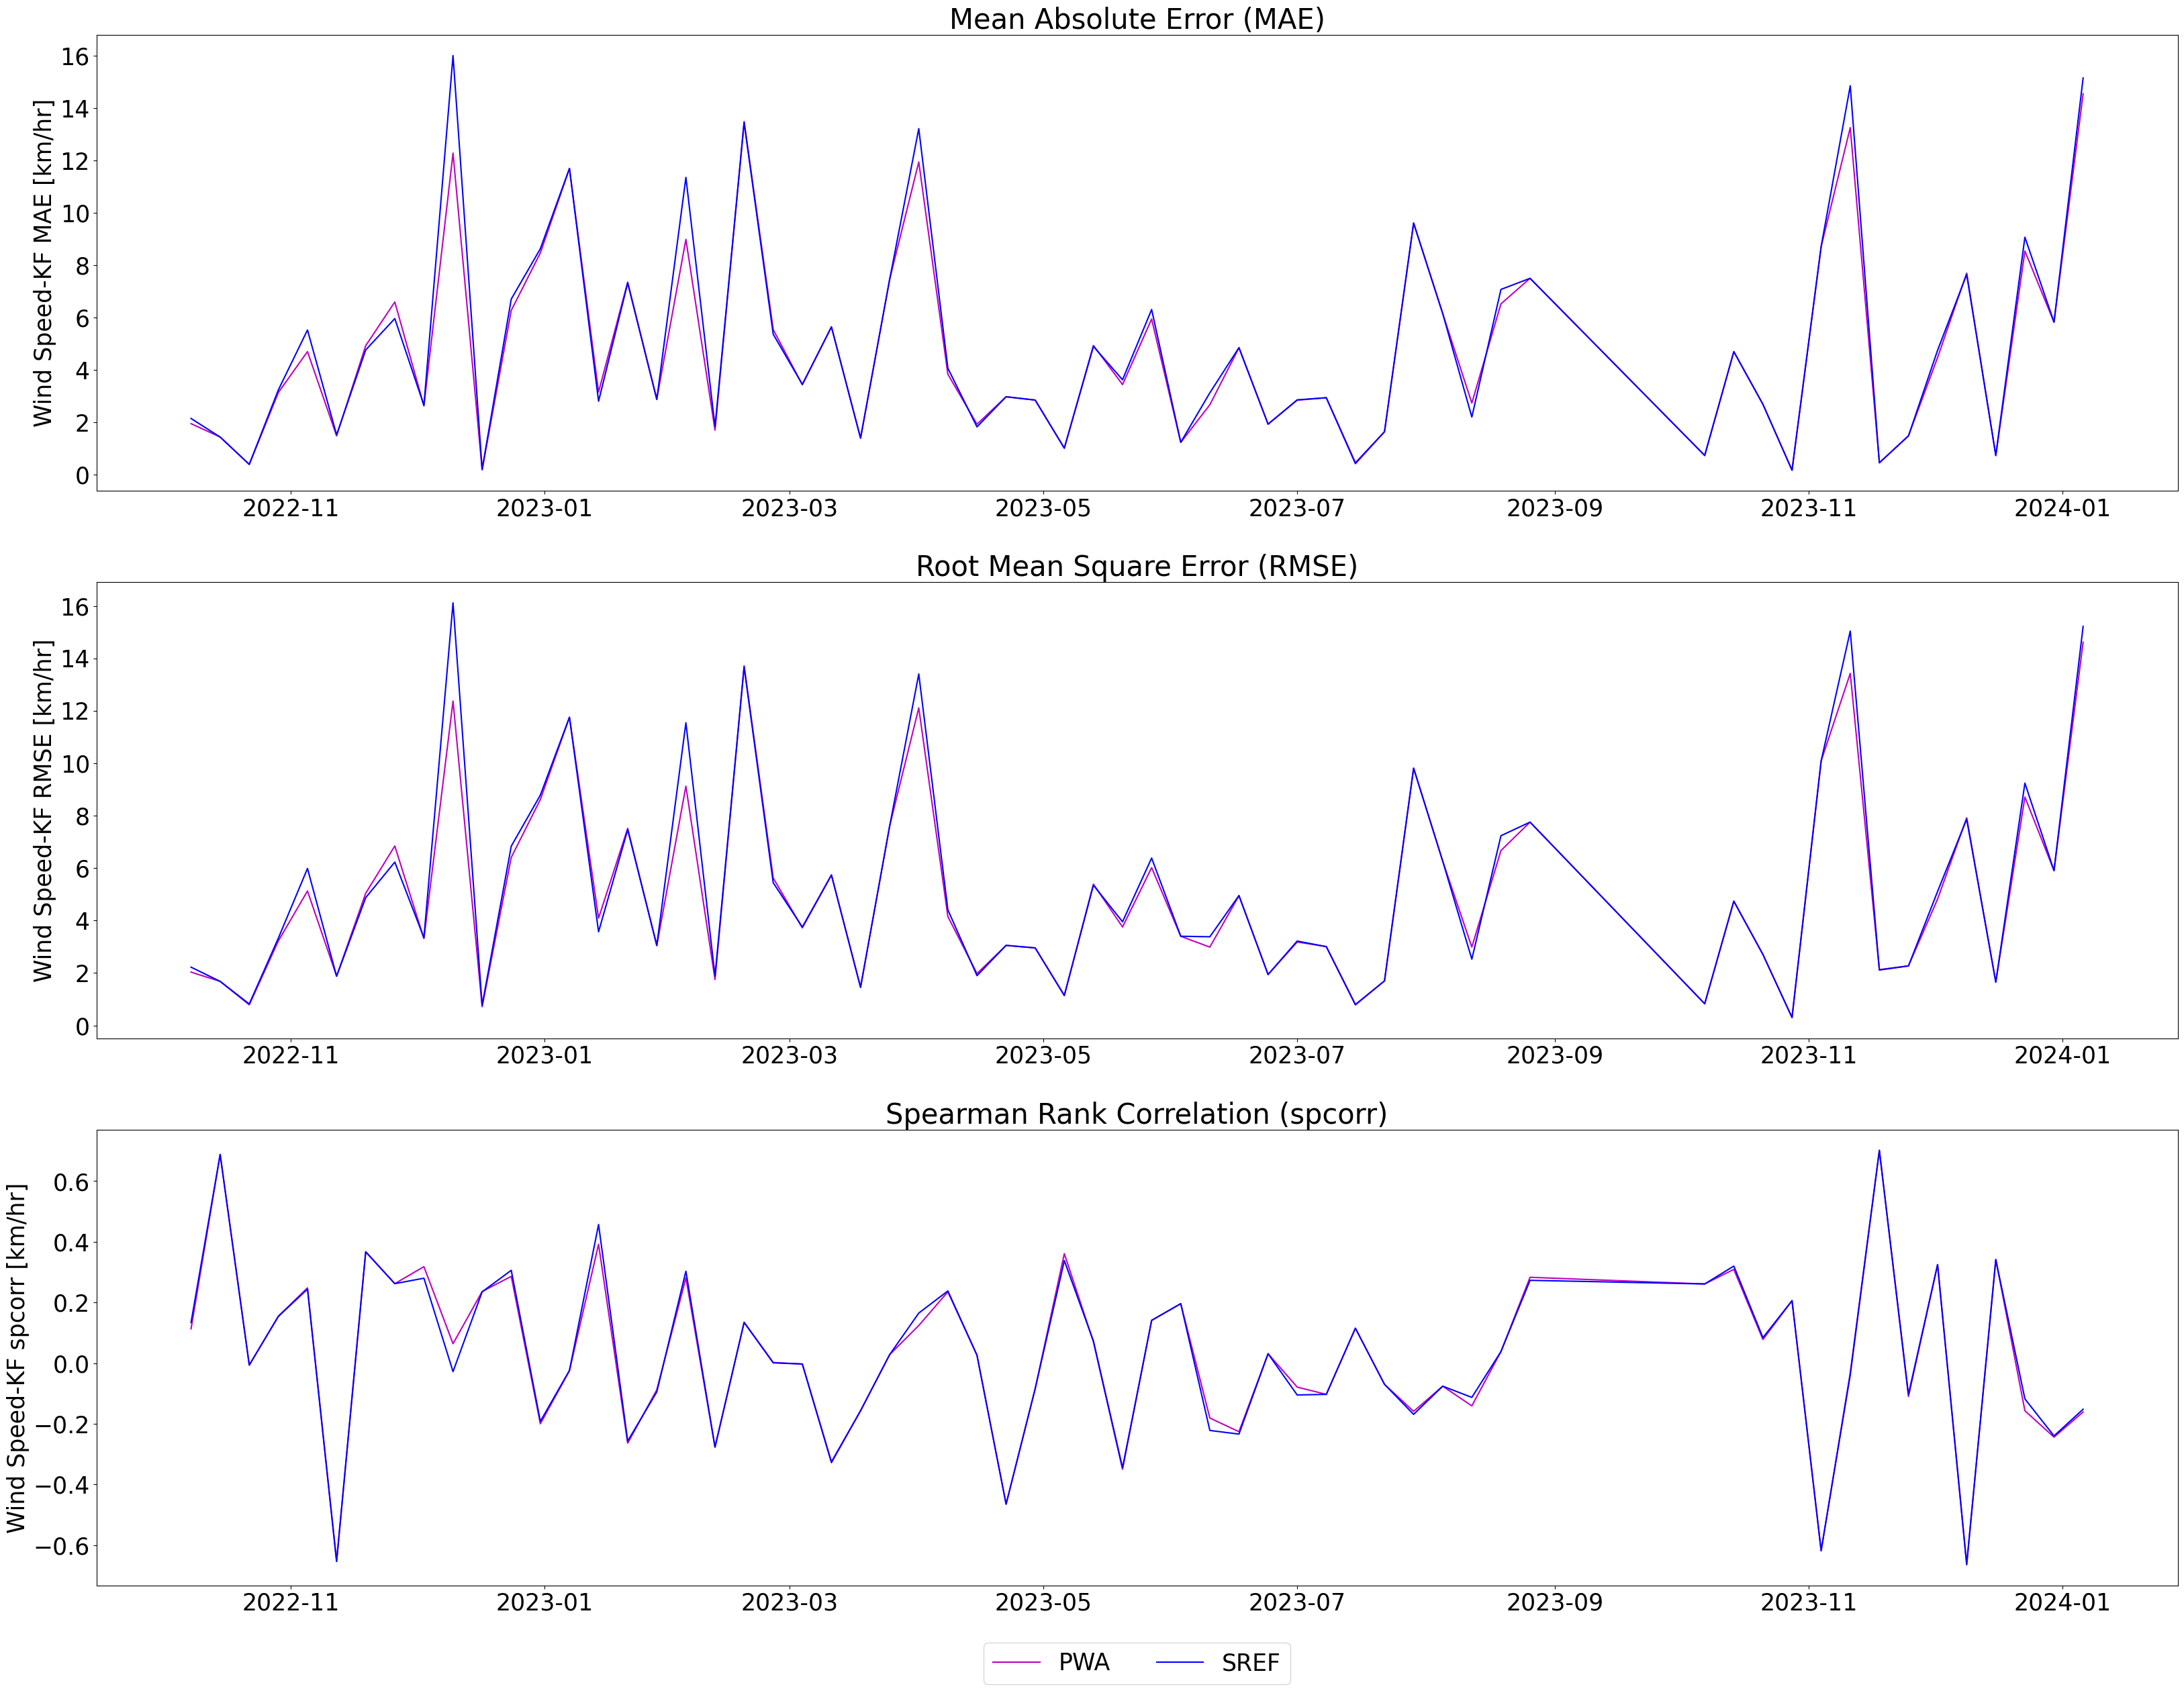 Mean Absolute Error (MAE)
Wind Speed-KF MAE [km/hr]
16
14
12
10
8
6
4
2
0
2022-11 2023-01 2023-03 2023-05 2023-07 2023-09 2023-11 2024-01
Root Mean Square Error (RMSE)
Wind Speed-KF RMSE [km/hr]
16
14
12
10
8
6
4
2
0
2022-11 2023-01 2023-03 2023-05 2023-07 2023-09 2023-11 2024-01
Spearman Rank Correlation (spcorr)
Wind Speed-KF spcorr [km/hr]
0.6
0.4
0.2
0.0
−0.2
−0.4
−0.6
2022-11 2023-01 2023-03 2023-05 2023-07 2023-09 2023-11 2024-01
PWA SREF